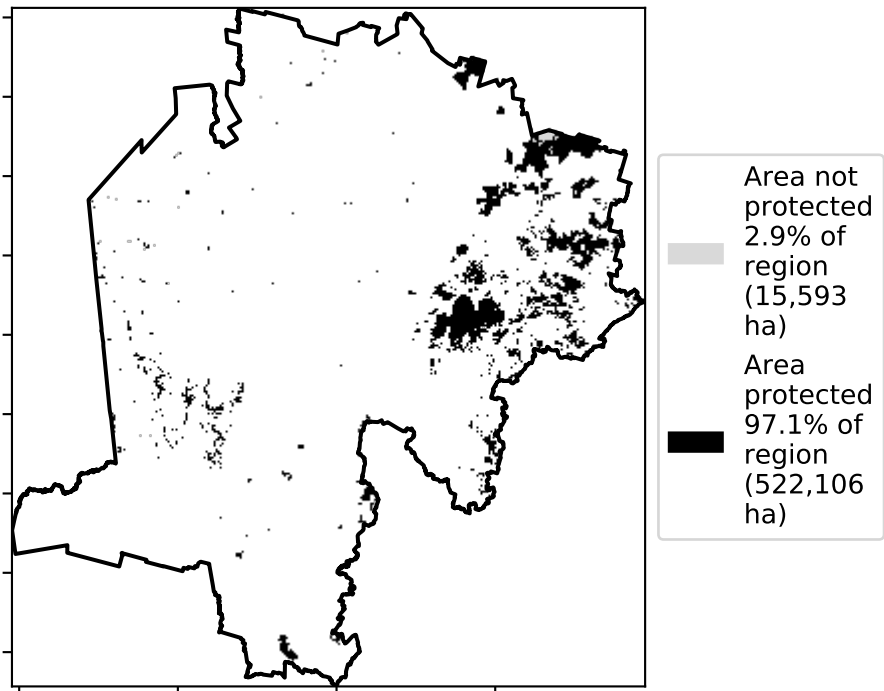 Area not
protected
2.9% of
region
(15,593
ha)
Area
protected
97.1% of
region
(522,106
ha)